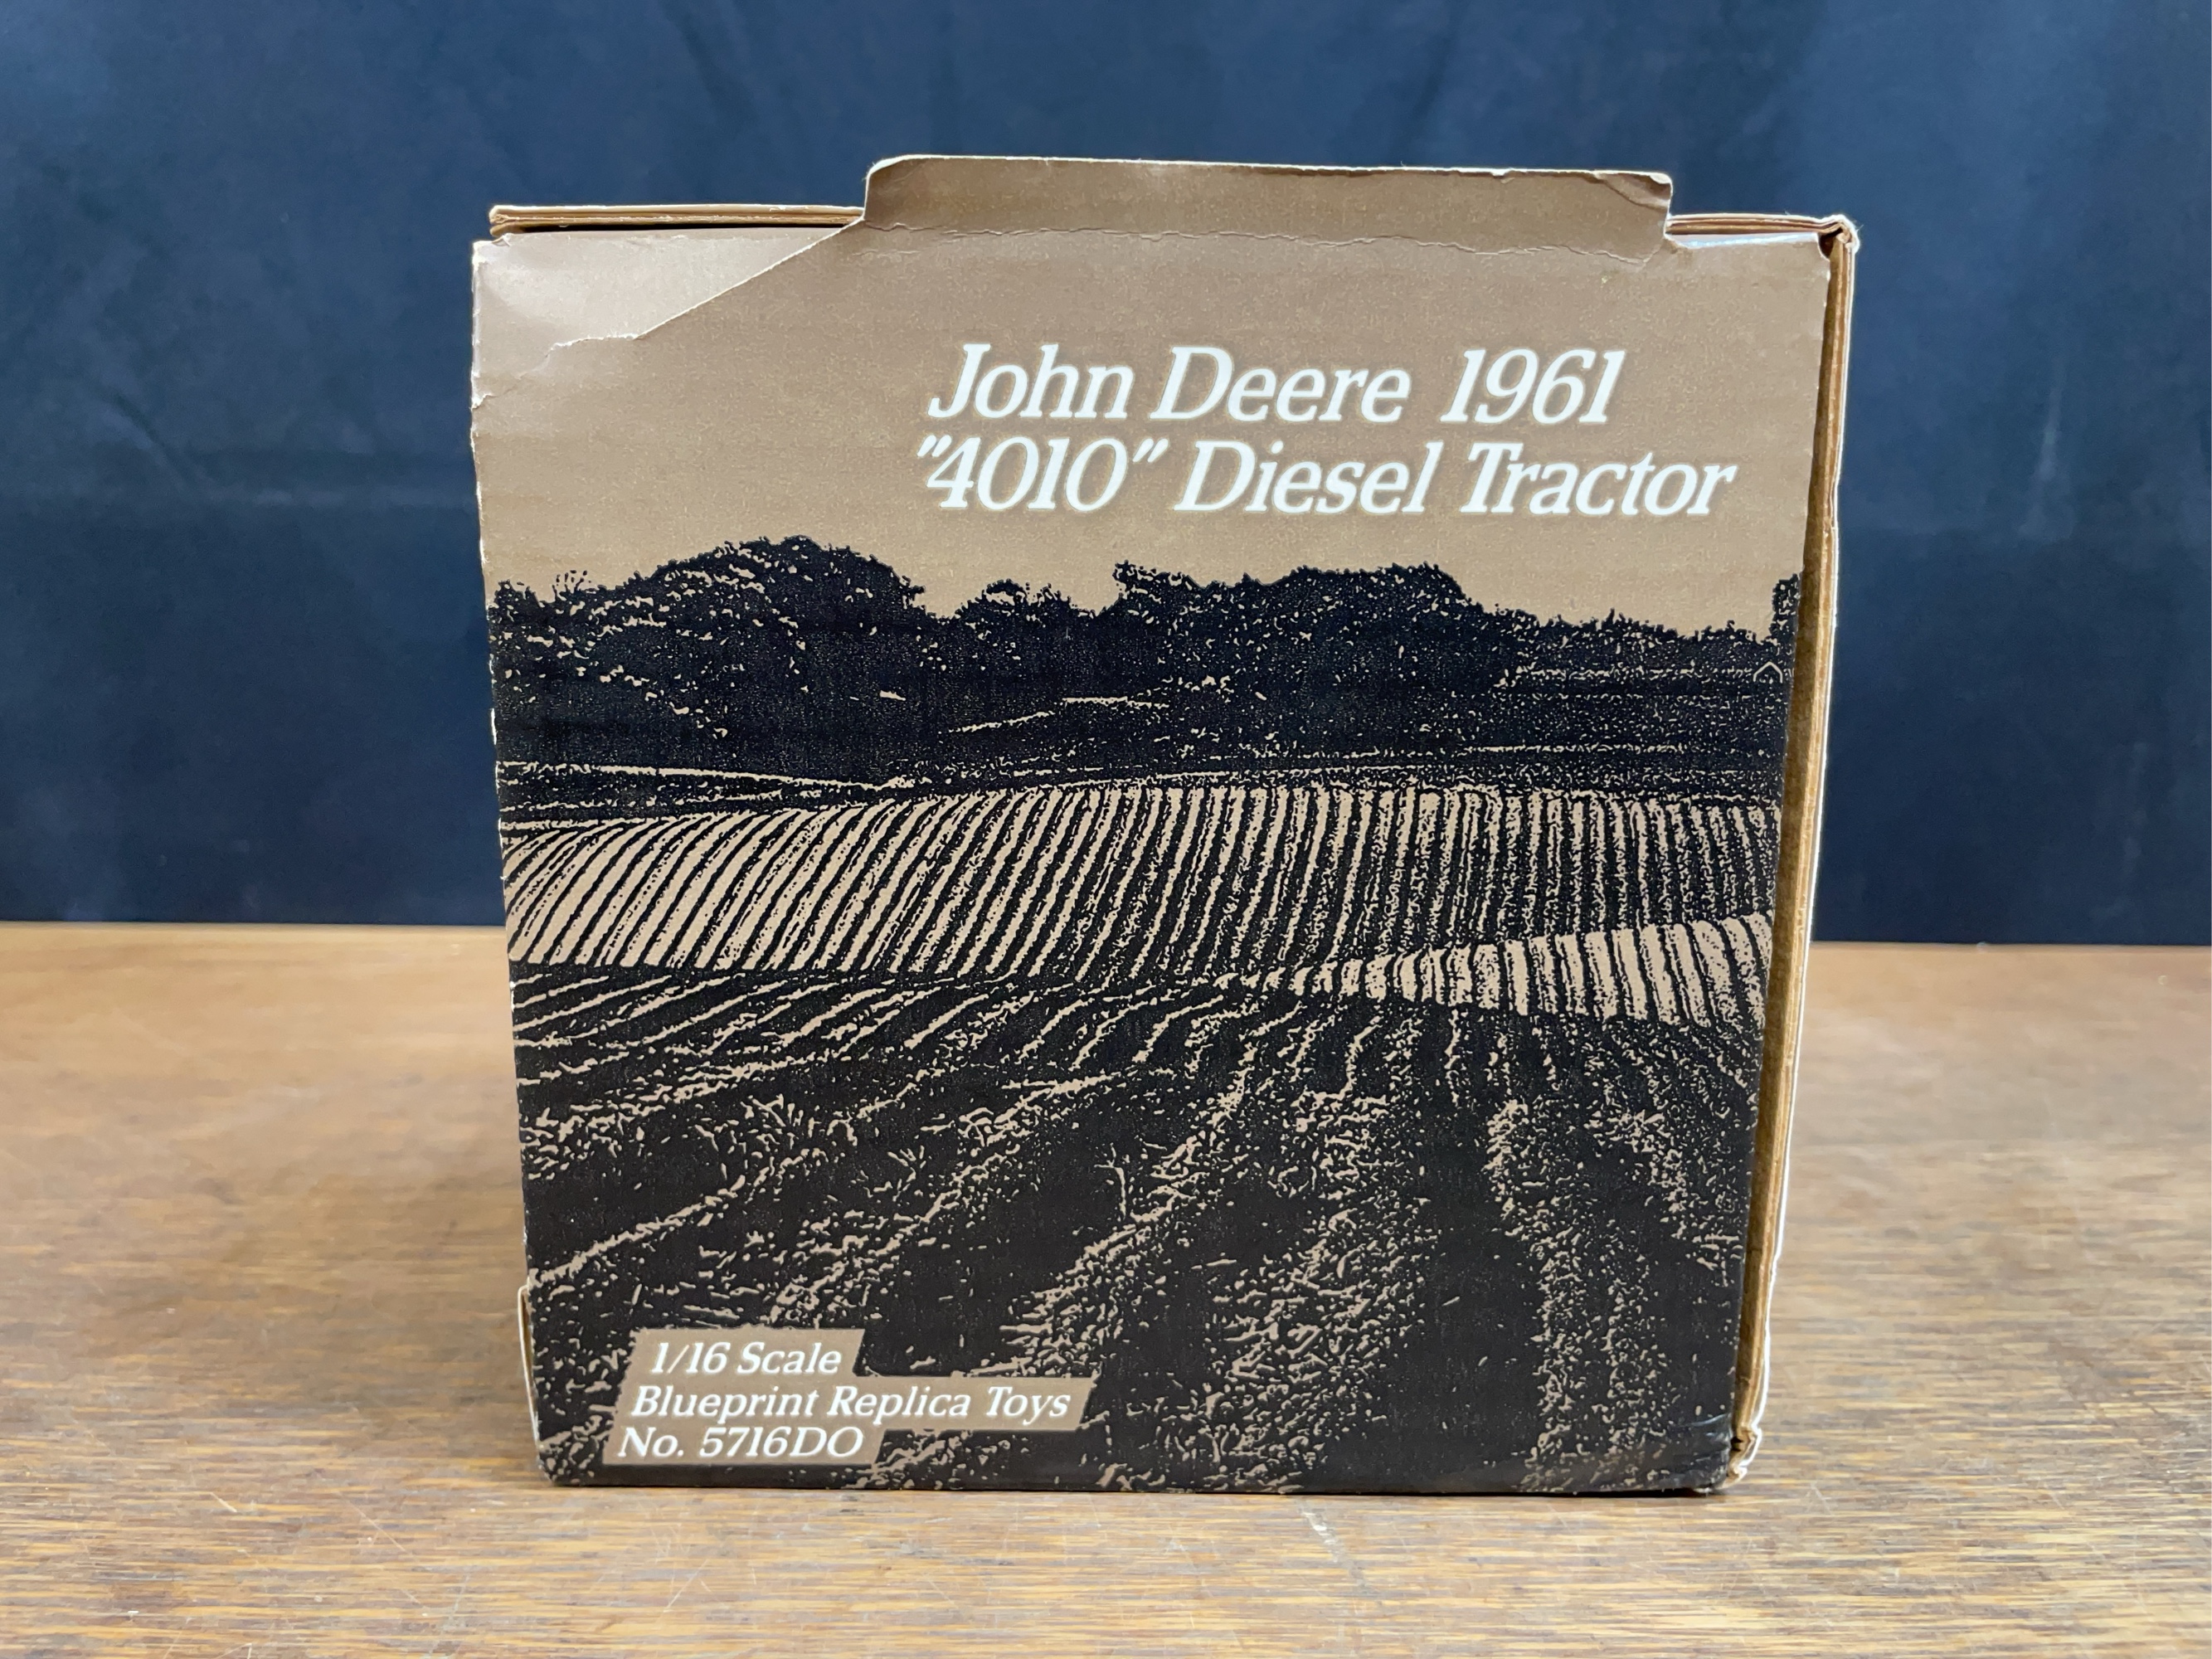 John Deere 1961
"4010" Diesel Tractor
1/16 Scale
Blueprint Replica Toys
No. 5716DO